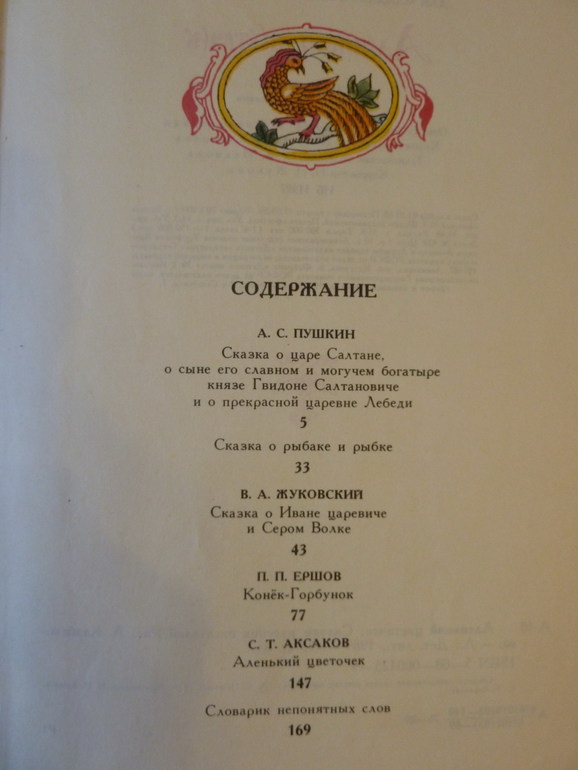 СОДЕРЖАНИЕ
А. С. ПУШКИН
Сказка о царе Салтане,
о сыне его славном и могучем богатыре
князе Гвидоне Салтановиче
и о прекрасной царевне Лебеди
5
Сказка о рыбаке и рыбке
33
В. А. ЖУКОВСКИЙ
Сказка о Иване царевиче
и Сером Волке
43
П. П. ЕРШОВ
Конёк-Горбунок
77
С. Т. АКСАКОВ
Аленький цветочек
147
Словарик непонятных слов
169